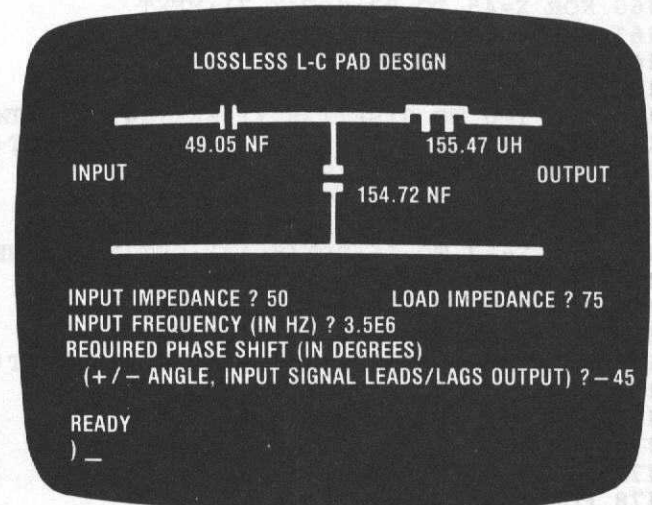 LOSSLESS L-C PAD DESIGN
49.05 NF
155.47 UH
INPUT
OUTPUT
154.72 NF
INPUT IMPEDANCE ? 50 LOAD IMPEDANCE ? 75
INPUT FREQUENCY (IN HZ) ? 3.5E6
REQUIRED PHASE SHIFT (IN DEGREES)
(+/− ANGLE, INPUT SIGNAL LEADS/LAGS OUTPUT) ?−45
READY
) _